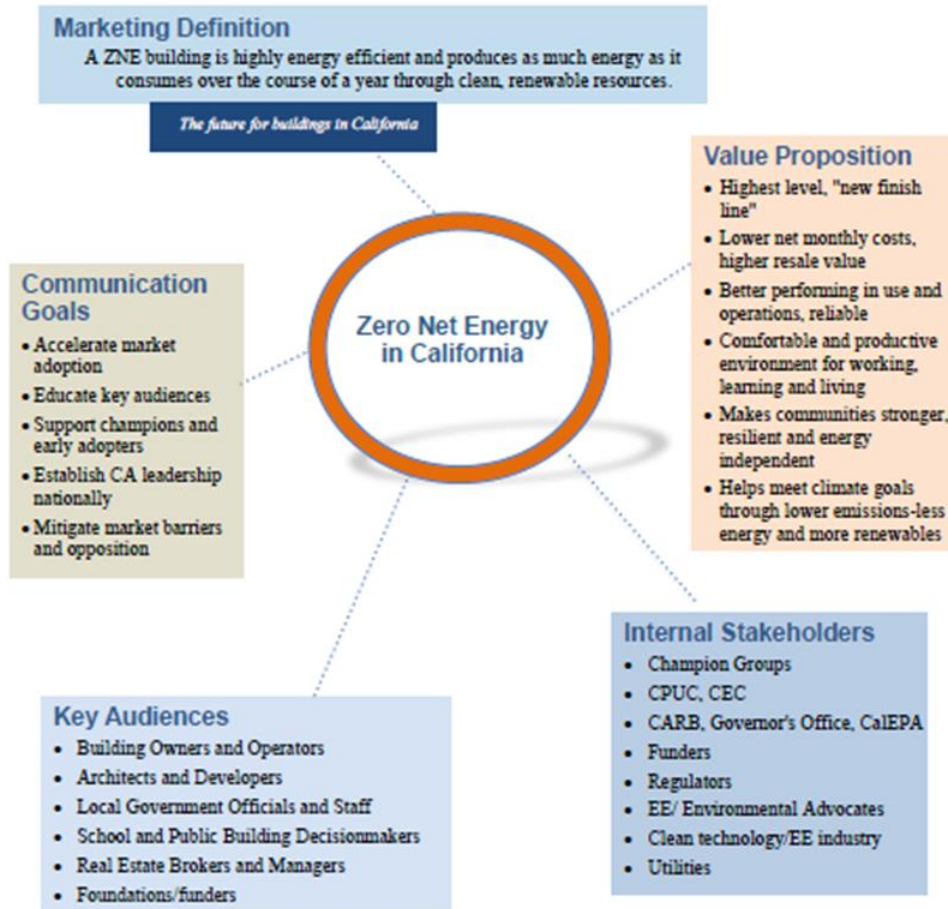 Marketing Definition
A ZNE building is highly energy efficient and produces as much energy as it
consumes over the course of a year through clean, renewable resources.
The future for buildings in California
Value Proposition
• Highest level, "new finish
line"
• Lower net monthly costs,
higher resale value
• Better performing in use and
operations, reliable
• Comfortable and productive
environment for working,
learning and living
• Makes communities stronger,
resilient and energy
independent
• Helps meet climate goals
through lower emissions-less
energy and more renewables
Communication
Goals
• Accelerate market
adoption
• Educate key audiences
• Support champions and
early adopters
• Establish CA leadership
nationally
• Mitigate market barriers
and opposition
Zero Net Energy
in California
Internal Stakeholders
• Champion Groups
• CPUC, CEC
• CARB, Governor's Office, CalEPA
• Funders
• Regulators
• EE/ Environmental Advocates
• Clean technology/EE industry
• Utilities
Key Audiences
• Building Owners and Operators
• Architects and Developers
• Local Government Officials and Staff
• School and Public Building Decisionmakers
• Real Estate Brokers and Managers
• Foundations/funders